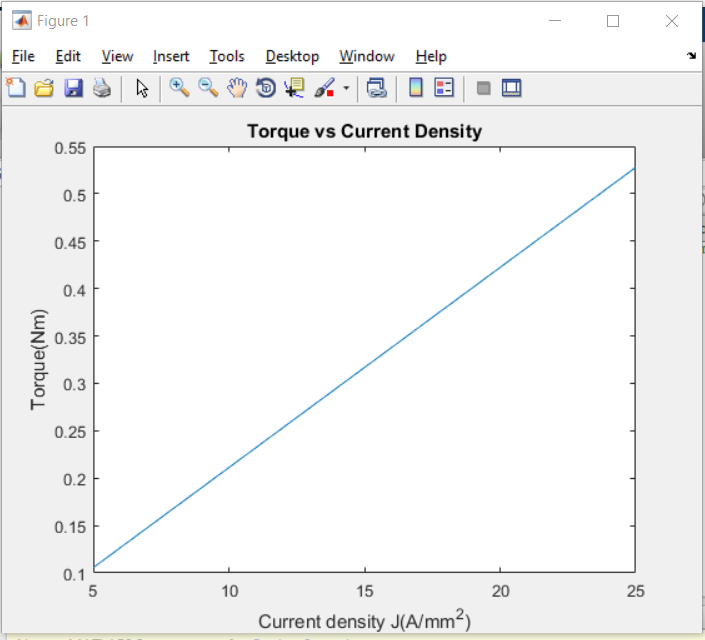 Figure 1
File Edit View Insert Tools Desktop Window Help
Torque vs Current Density
0.55
0.5
0.45
0.4
0.35
0.3
0.25
0.2
0.15
0.1
Torque(Nm)
5 10 15 20 25
Current density J(A/mm²)